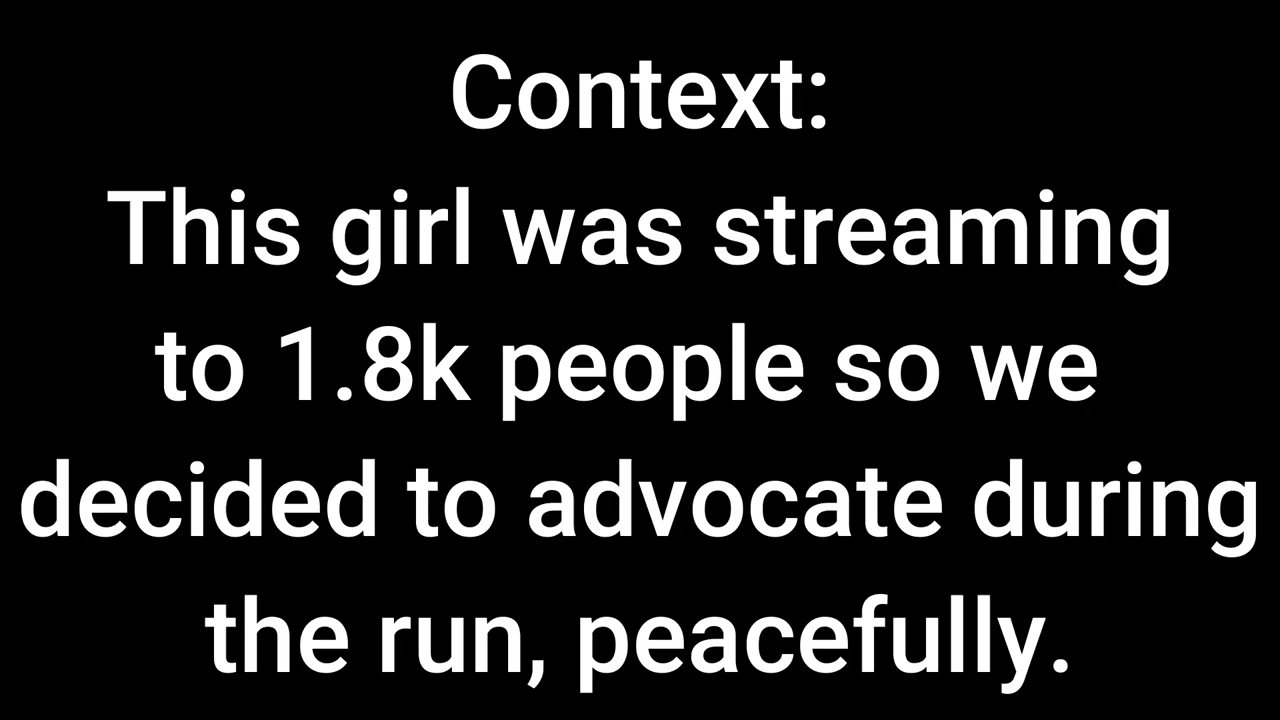 Context:
This girl was streaming
to 1.8k people so we
decided to advocate during
the run, peacefully.